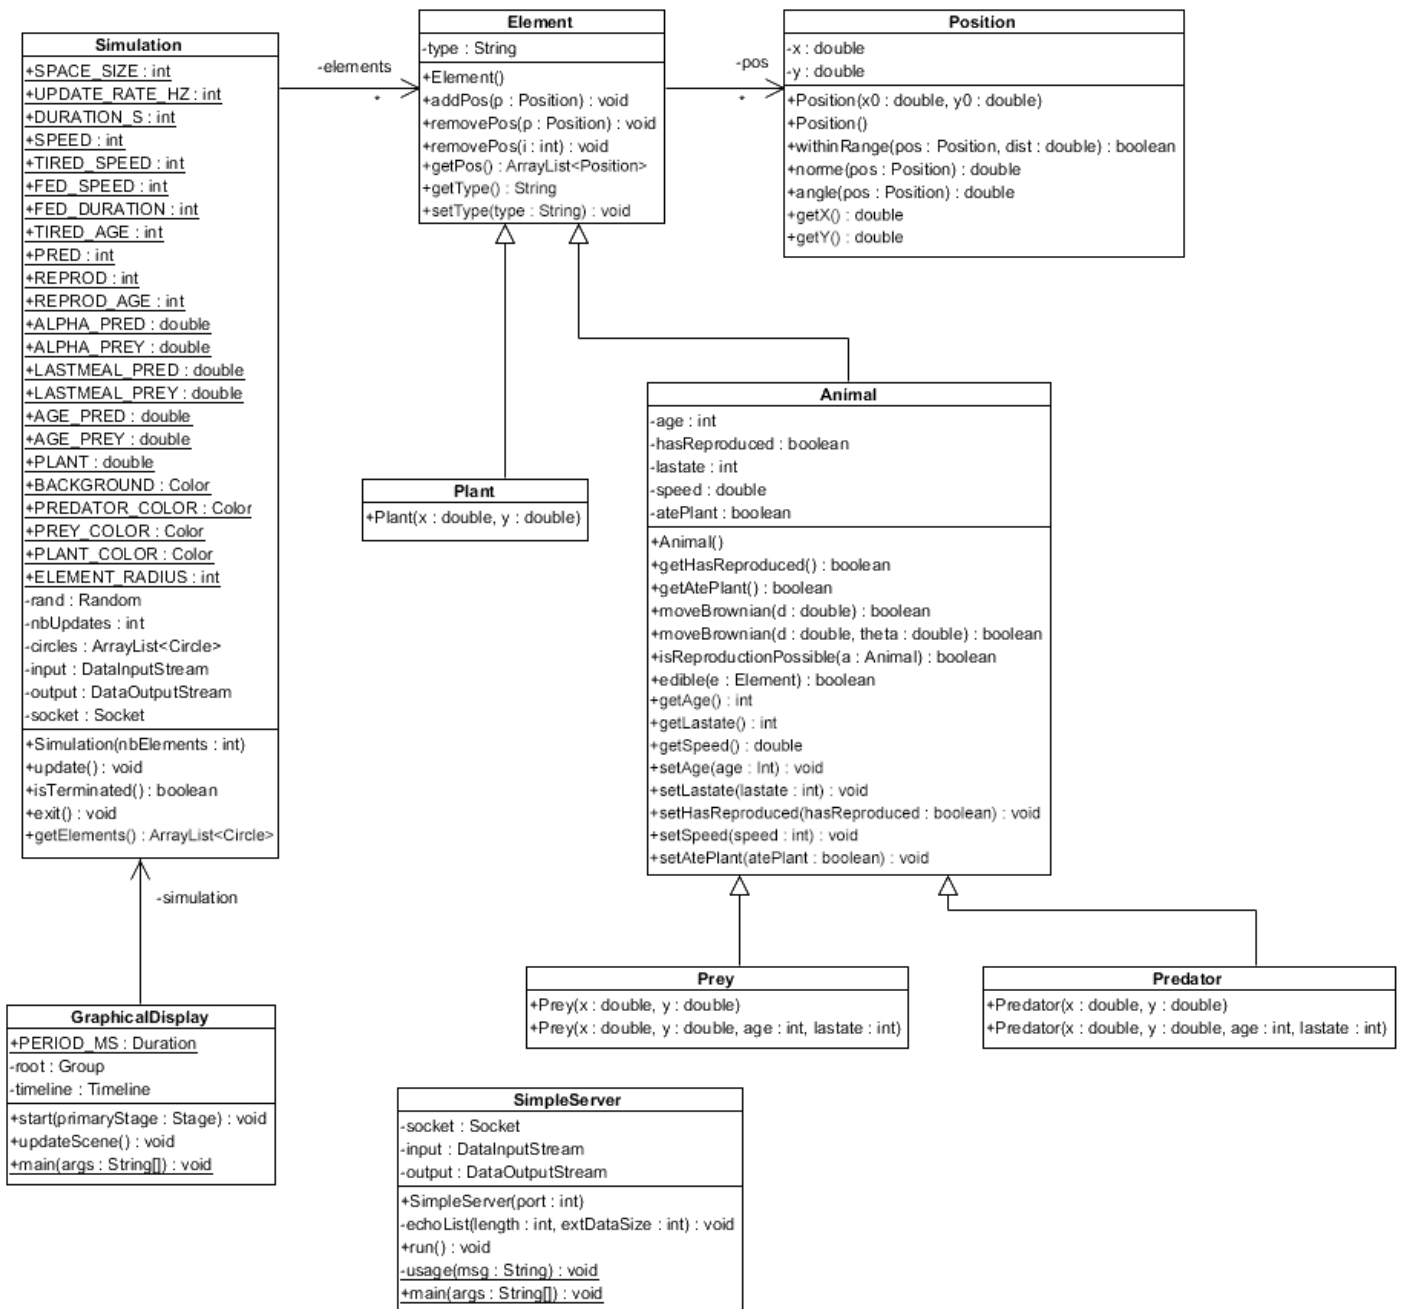 Simulation
+SPACE_SIZE : int
+UPDATE_RATE_HZ : int
+DURATION_S : int
+SPEED : int
+TIRED_SPEED : int
+FED_SPEED : int
+FED_DURATION : int
+TIRED_AGE : int
+PRED : int
+REPROD : int
+REPROD_AGE : int
+ALPHA_PRED : double
+ALPHA_PREY : double
+LASTMEAL_PRED : double
+LASTMEAL_PREY : double
+AGE_PRED : double
+AGE_PREY : double
+PLANT : double
+BACKGROUND : Color
+PREDATOR_COLOR : Color
+PREY_COLOR : Color
+PLANT_COLOR : Color
+ELEMENT_RADIUS : int
-rand : Random
-nbUpdates : int
-circles : ArrayList<Circle>
-input : DataInputStream
-output : DataOutputStream
-socket : Socket
+Simulation(nbElements : int)
+update() : void
+isTerminated() : boolean
+exit() : void
+getElements() : ArrayList<Circle>
-elements
*
Element
-type : String
+Element()
+addPos(p : Position) : void
+removePos(p : Position) : void
+removePos(i : int) : void
+getPos() : ArrayList<Position>
+getType() : String
+setType(type : String) : void
-pos
*
Position
-x : double
-y : double
+Position(x0 : double, y0 : double)
+Position()
+withinRange(pos : Position, dist : double) : boolean
+norme(pos : Position) : double
+angle(pos : Position) : double
+getX() : double
+getY() : double
Plant
+Plant(x : double, y : double)
Animal
-age : int
-hasReproduced : boolean
-lastate : int
-speed : double
-atePlant : boolean
+Animal()
+getHasReproduced() : boolean
+getAtePlant() : boolean
+moveBrownian(d : double) : boolean
+moveBrownian(d : double, theta : double) : boolean
+isReproductionPossible(a : Animal) : boolean
+edible(e : Element) : boolean
+getAge() : int
+getLastate() : int
+getSpeed() : double
+setAge(age : Int) : void
+setLastate(lastate : int) : void
+setHasReproduced(hasReproduced : boolean) : void
+setSpeed(speed : int) : void
+setAtePlant(atePlant : boolean) : void
-simulation
Prey
+Prey(x : double, y : double)
+Prey(x : double, y : double, age : int, lastate : int)
Predator
+Predator(x : double, y : double)
+Predator(x : double, y : double, age : int, lastate : int)
GraphicalDisplay
+PERIOD_MS : Duration
-root : Group
-timeline : Timeline
+start(primaryStage : Stage) : void
+updateScene() : void
+main(args : String[]) : void
SimpleServer
-socket : Socket
-input : DataInputStream
-output : DataOutputStream
+SimpleServer(port : int)
-echoList(length : int, extDataSize : int) : void
+run() : void
-usage(msg : String) : void
+main(args : String[]) : void